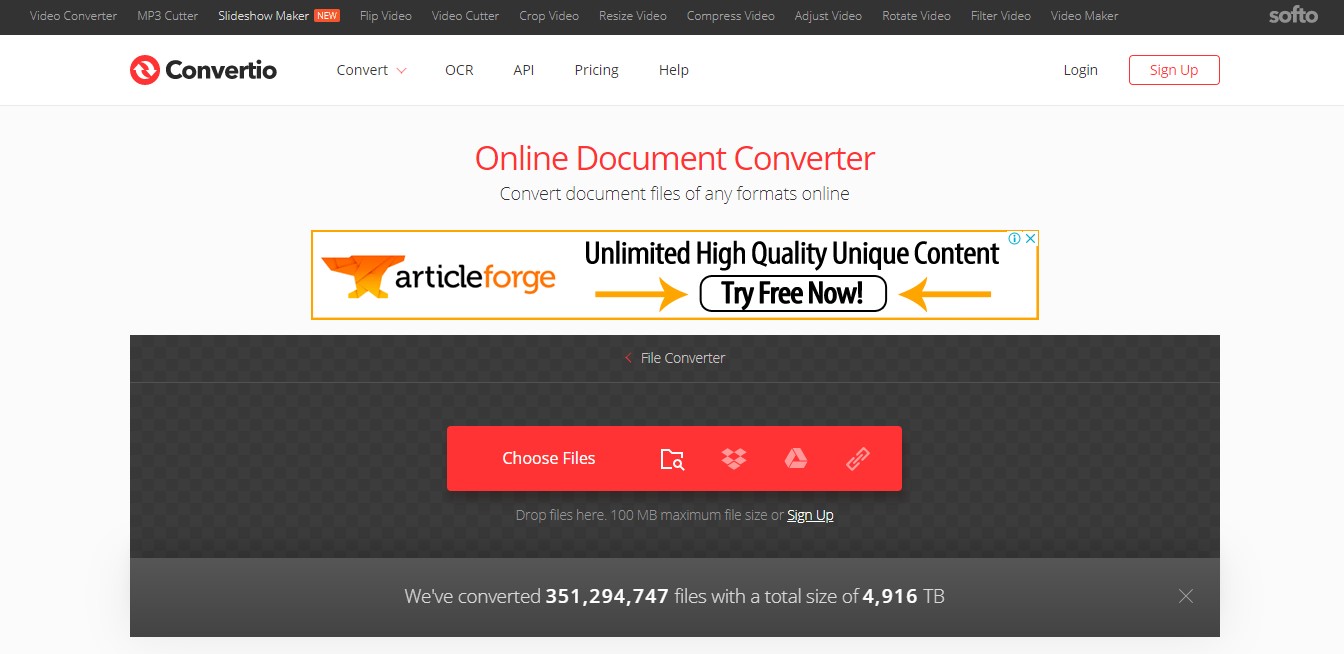 Video Converter MP3 Cutter Slideshow Maker NEW Flip Video Video Cutter Crop Video Resize Video Compress Video Adjust Video Rotate Video Filter Video Video Maker softo
Convertio Convert OCR API Pricing Help Login Sign Up
Online Document Converter
Convert document files of any formats online
articleforge
Unlimited High Quality Unique Content
Try Free Now!
File Converter
Choose Files
Drop files here. 100 MB maximum file size or Sign Up
We've converted 351,294,747 files with a total size of 4,916 TB